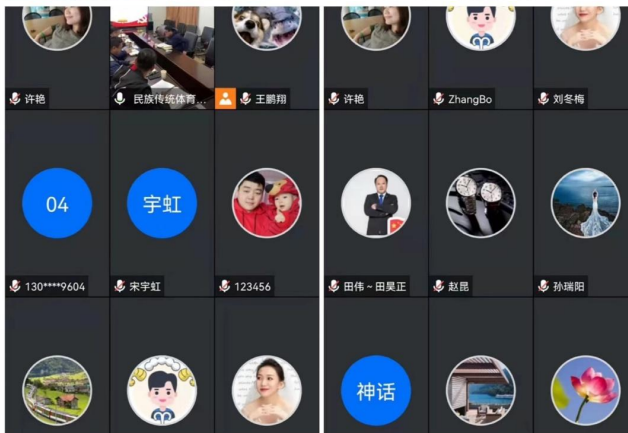 许艳
民族传统体育...
王鹏翔
许艳
ZhangBo
刘冬梅
04
宇虹
130****9604
宋宇虹
123456
田伟~田昊正
赵昆
孙瑞阳
神话